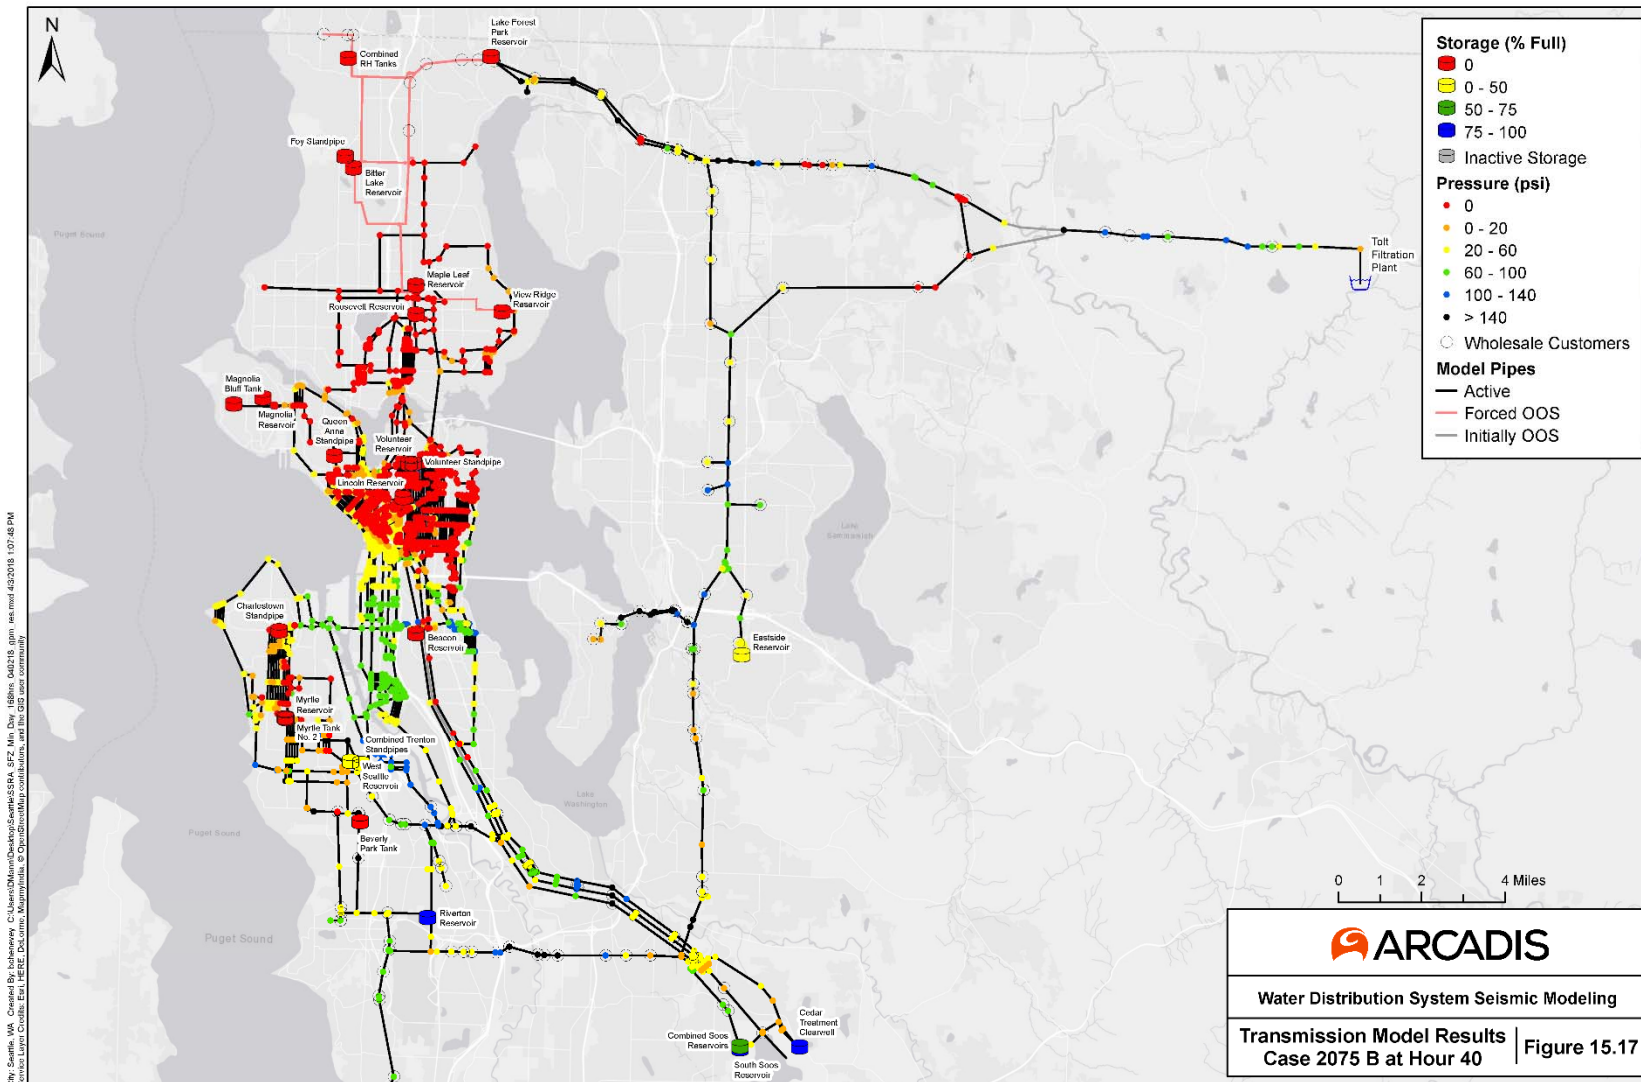 N
Lake Forest
Park
Reservoir
Combined
RH Tanks
Foy Standpipe
Bitter
Lake
Reservoir
Puget Sound
Maple Leaf
Reservoir
Roosevelt Reservoir
View Ridge
Reservoir
Tolt
Filtration
Plant
Magnolia
Bluff Tank
Magnolia
Reservoir
Queen
Anne
Standpipe
Volunteer
Reservoir
Volunteer Standpipe
Lincoln Reservoir
Lake
Sammamish
Charlestown
Standpipe
Beacon
Reservoir
Eastside
Reservoir
Myrtle
Reservoir
Myrtle Tank
No. 2
Combined Trenton
Standpipes
West
Seattle
Reservoir
Lake
Washington
Puget Sound
Beverly
Park Tank
Riverton
Reservoir
Puget Sound
Combined Soos
Reservoirs
South Soos
Reservoir
Cedar
Treatment
Clearwell
Storage (% Full)
0
0 - 50
50 - 75
75 - 100
Inactive Storage
Pressure (psi)
0
0 - 20
20 - 60
60 - 100
100 - 140
> 140
Wholesale Customers
Model Pipes
Active
Forced OOS
Initially OOS
0 1 2 4 Miles
ARCADIS
Water Distribution System Seismic Modeling
Transmission Model Results
Case 2075 B at Hour 40
Figure 15.17